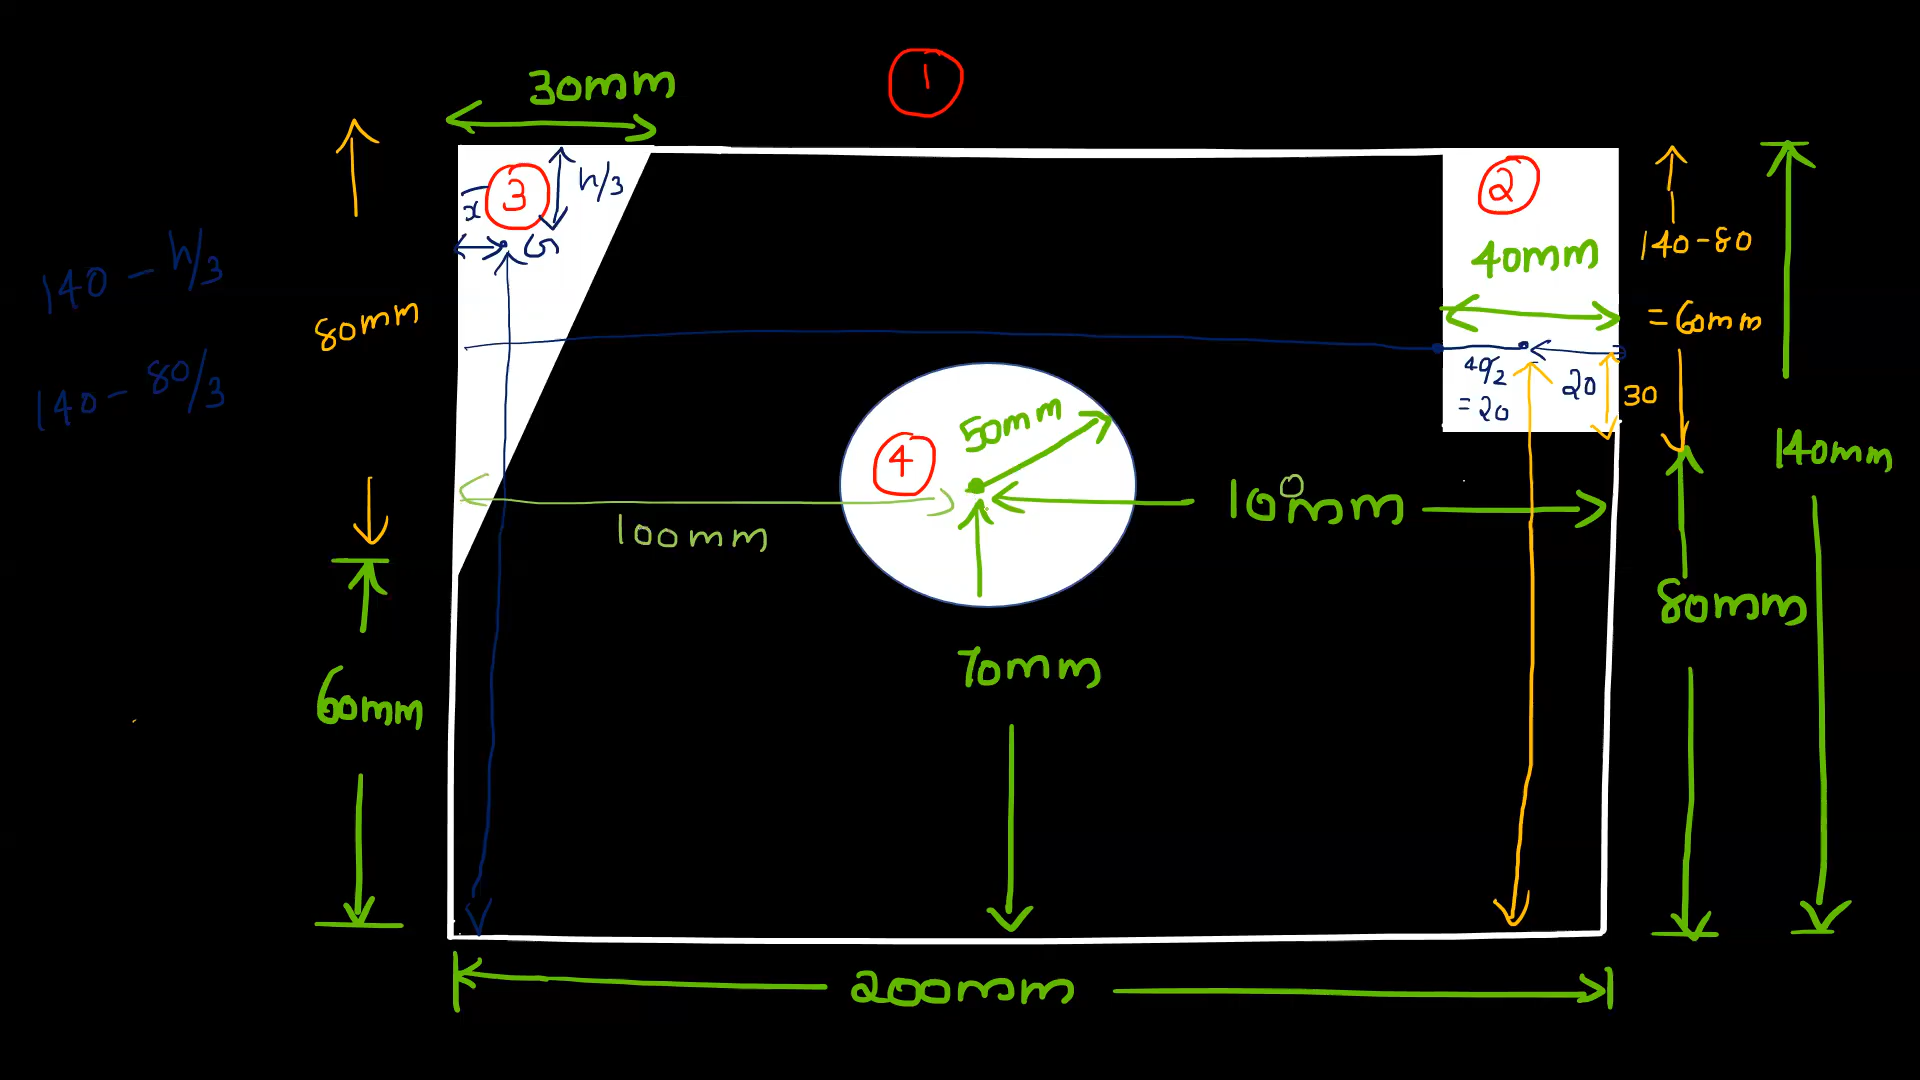 1
30mm
3
h/3
x̄
G
2
40mm
140-80
= 60mm
140 - h/3
80mm
140 - 80/3
40/2
= 20
20
30
50mm
4
140mm
100mm
100mm
80mm
70mm
60mm
200mm